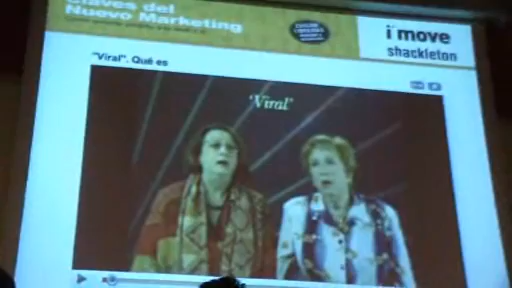 Claves del
Nuevo Marketing
i´move
shackleton
"Viral". Qué es
'Viral'